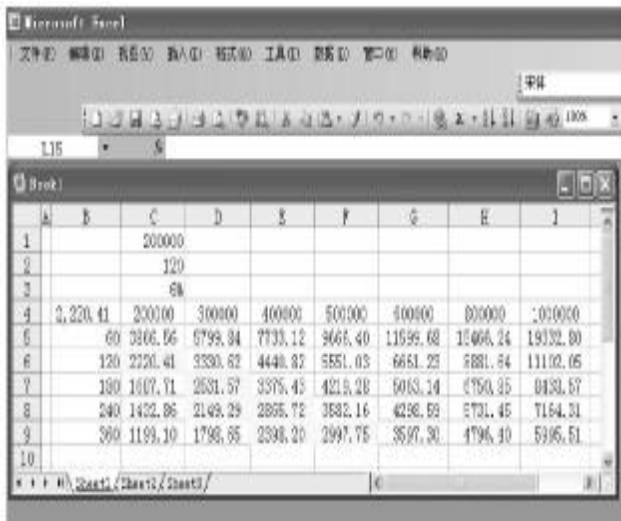 Microsoft Excel
文件(F) 编辑(E) 视图(V) 插入(I) 格式(O) 工具(T) 数据(D) 窗口(W) 帮助(H)
宋体
100%
L15 fx
Book1
A B C D E F G H I
1 200000
2 120
3 6%
4 2,220.41 200000 300000 400000 500000 600000 800000 1000000
5 60 3866.56 5799.84 7733.12 9666.40 11599.68 15466.24 19332.80
6 120 2220.41 3330.62 4440.82 5551.03 6661.23 8881.64 11102.05
7 180 1687.71 2531.57 3375.43 4219.28 5063.14 6750.85 8438.57
8 240 1432.86 2149.29 2865.72 3582.16 4298.59 5731.45 7164.31
9 360 1199.10 1798.65 2398.20 2997.75 3597.30 4796.40 5995.51
10
Sheet1 Sheet2 Sheet3